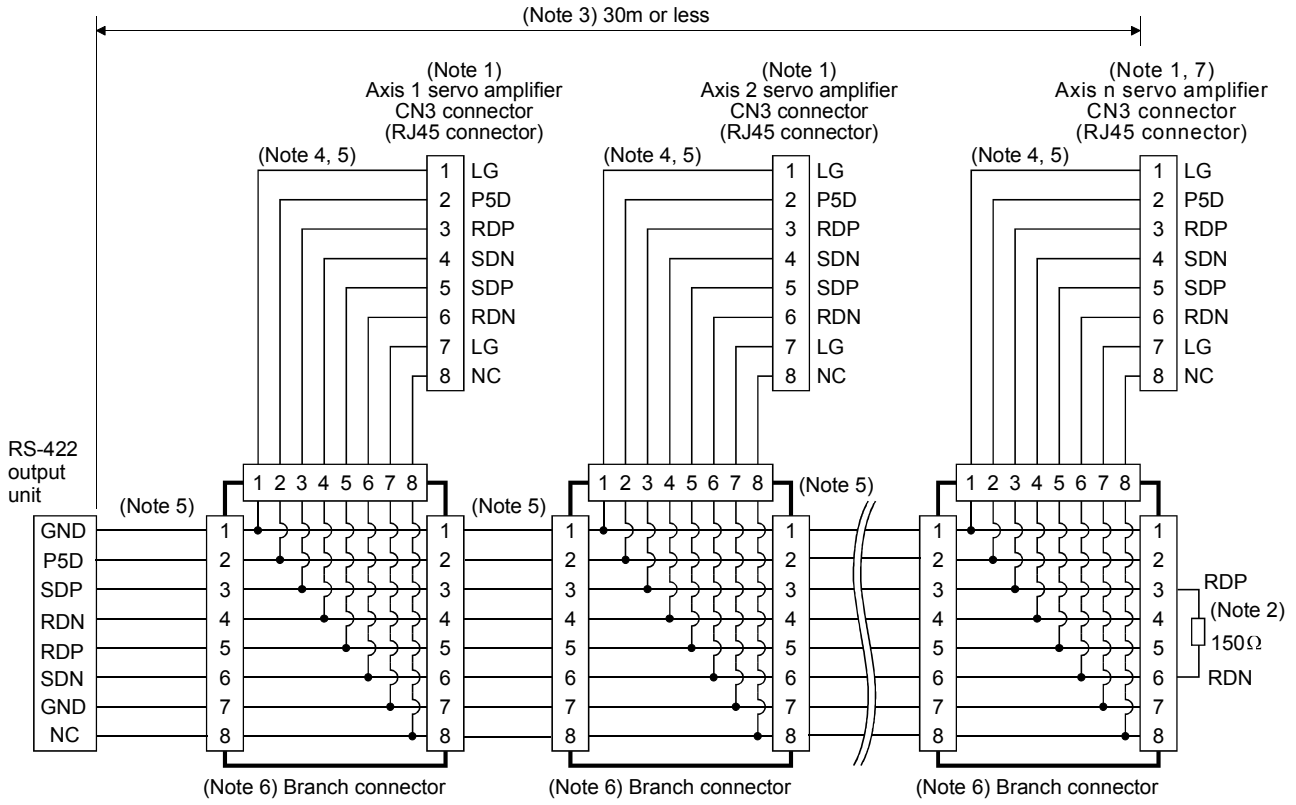 (Note 3) 30m or less
(Note 1)
Axis 1 servo amplifier
CN3 connector
(RJ45 connector)
(Note 1)
Axis 2 servo amplifier
CN3 connector
(RJ45 connector)
(Note 1, 7)
Axis n servo amplifier
CN3 connector
(RJ45 connector)
(Note 4, 5)
1 LG
2 P5D
3 RDP
4 SDN
5 SDP
6 RDN
7 LG
8 NC
(Note 4, 5)
1 LG
2 P5D
3 RDP
4 SDN
5 SDP
6 RDN
7 LG
8 NC
(Note 4, 5)
1 LG
2 P5D
3 RDP
4 SDN
5 SDP
6 RDN
7 LG
8 NC
RS-422
output
unit
(Note 5)
1 2 3 4 5 6 7 8
(Note 5)
1 2 3 4 5 6 7 8
(Note 5)
1 2 3 4 5 6 7 8
GND 1 1 1 1 1 1
P5D 2 2 2 2 2 2
SDP 3 3 3 3 3 3 RDP
RDN 4 4 4 4 4 4 (Note 2)
RDP 5 5 5 5 5 5 150Ω
SDN 6 6 6 6 6 6 RDN
GND 7 7 7 7 7 7
NC 8 8 8 8 8 8
(Note 6) Branch connector
(Note 6) Branch connector
(Note 6) Branch connector